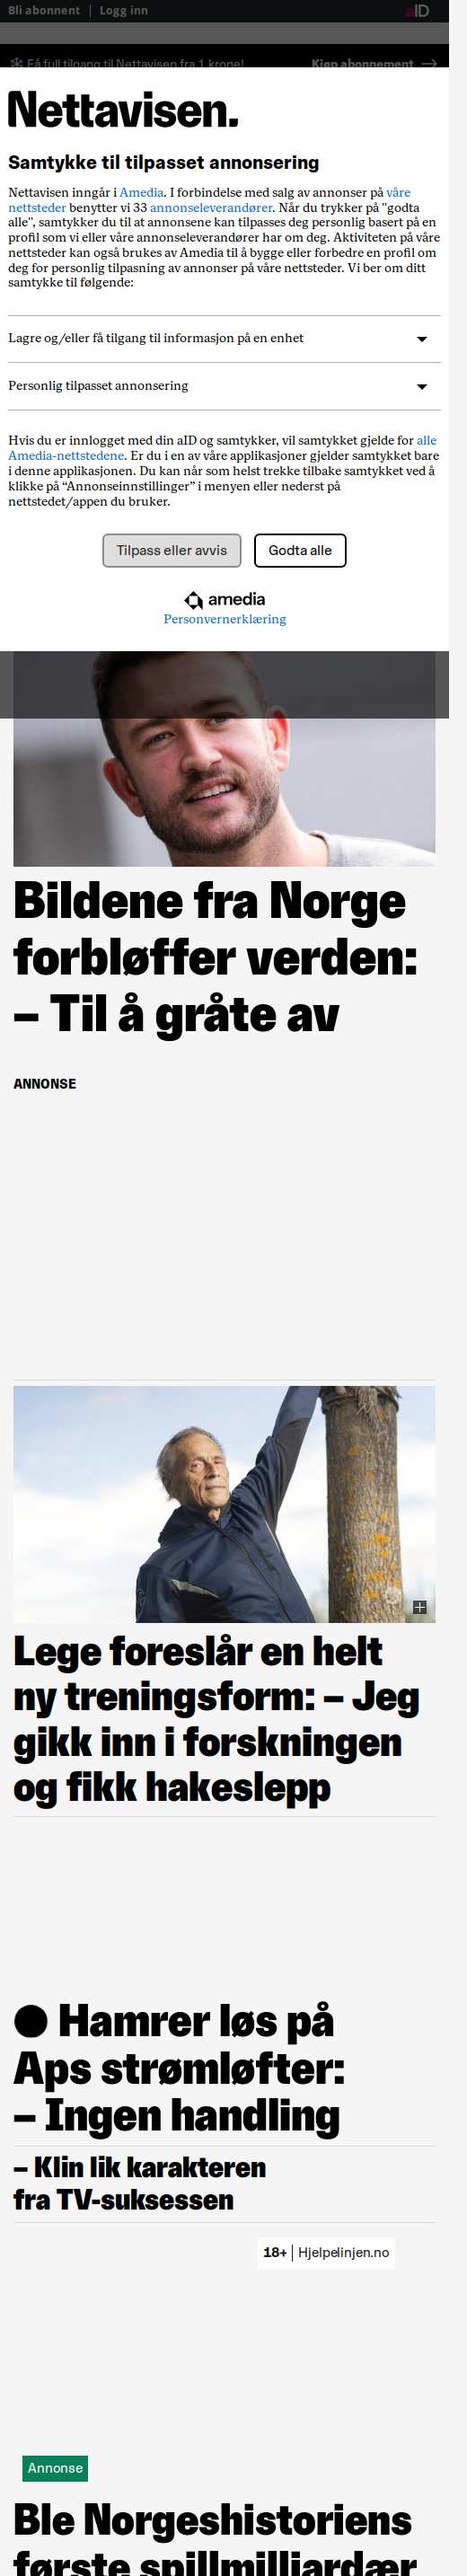 Bli abonnent | Logg inn
aID
❄ Få full tilgang til Nettavisen fra 1 krone!
Kjøp abonnement →
Nettavisen.
Samtykke til tilpasset annonsering
Nettavisen inngår i Amedia. I forbindelse med salg av annonser på våre
nettsteder benytter vi 33 annonseleverandører. Når du trykker på "godta
alle", samtykker du til at annonsene kan tilpasses deg personlig basert på en
profil som vi eller våre annonseleverandører har om deg. Aktiviteten på våre
nettsteder kan også brukes av Amedia til å bygge eller forbedre en profil om
deg for personlig tilpasning av annonser på våre nettsteder. Vi ber om ditt
samtykke til følgende:
Lagre og/eller få tilgang til informasjon på en enhet
Personlig tilpasset annonsering
Hvis du er innlogget med din aID og samtykker, vil samtykket gjelde for alle
Amedia-nettstedene. Er du i en av våre applikasjoner gjelder samtykket bare
i denne applikasjonen. Du kan når som helst trekke tilbake samtykket ved å
klikke på “Annonseinnstillinger” i menyen eller nederst på
nettstedet/appen du bruker.
Tilpass eller avvis
Godta alle
amedia
Personvernerklæring
Bildene fra Norge
forbløffer verden:
– Til å gråte av
ANNONSE
Lege foreslår en helt
ny treningsform: – Jeg
gikk inn i forskningen
og fikk hakeslepp
● Hamrer løs på
Aps strømløfter:
– Ingen handling
– Klin lik karakteren
fra TV-suksessen
18+ | Hjelpelinjen.no
Annonse
Ble Norgeshistoriens
første spillmilliardær